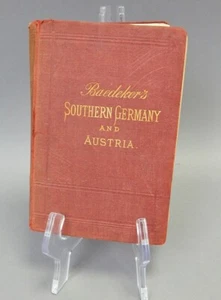 Baedeker's
SOUTHERN GERMANY
AND
AUSTRIA.